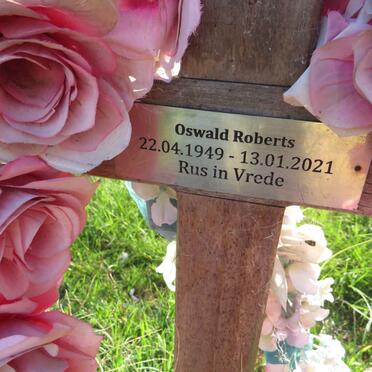 Oswald Roberts
22.04.1949 - 13.01.2021
Rus in Vrede